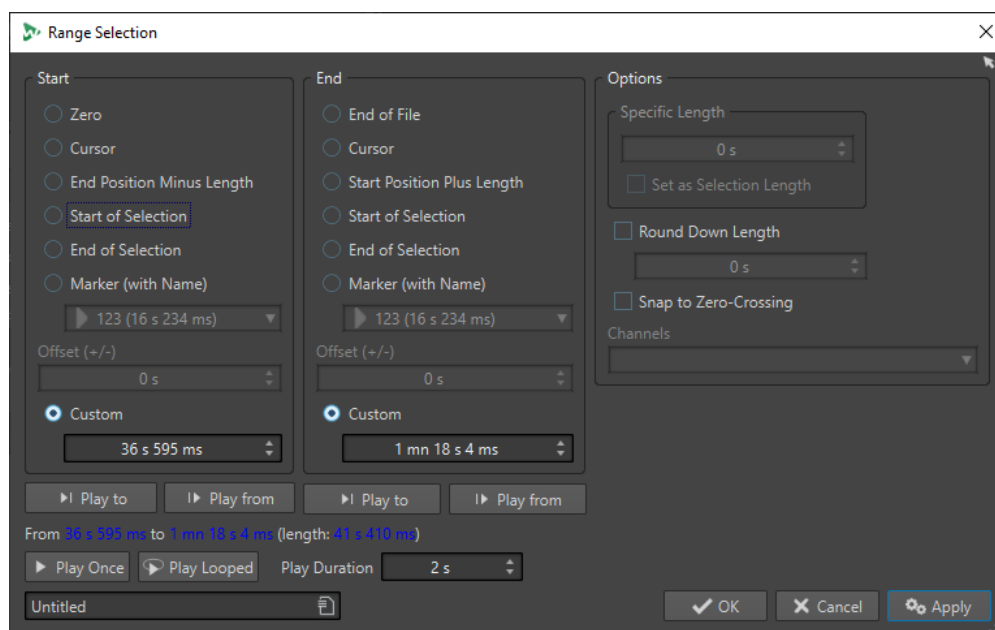 Range Selection
Start
Zero
Cursor
End Position Minus Length
Start of Selection
End of Selection
Marker (with Name)
123 (16 s 234 ms)
Offset (+/-)
0 s
Custom
36 s 595 ms
Play to
Play from
End
End of File
Cursor
Start Position Plus Length
Start of Selection
End of Selection
Marker (with Name)
123 (16 s 234 ms)
Offset (+/-)
0 s
Custom
1 mn 18 s 4 ms
Play to
Play from
Options
Specific Length
0 s
Set as Selection Length
Round Down Length
0 s
Snap to Zero-Crossing
Channels
From 36 s 595 ms to 1 mn 18 s 4 ms (length: 41 s 410 ms)
Play Once
Play Looped
Play Duration
2 s
Untitled
OK
Cancel
Apply